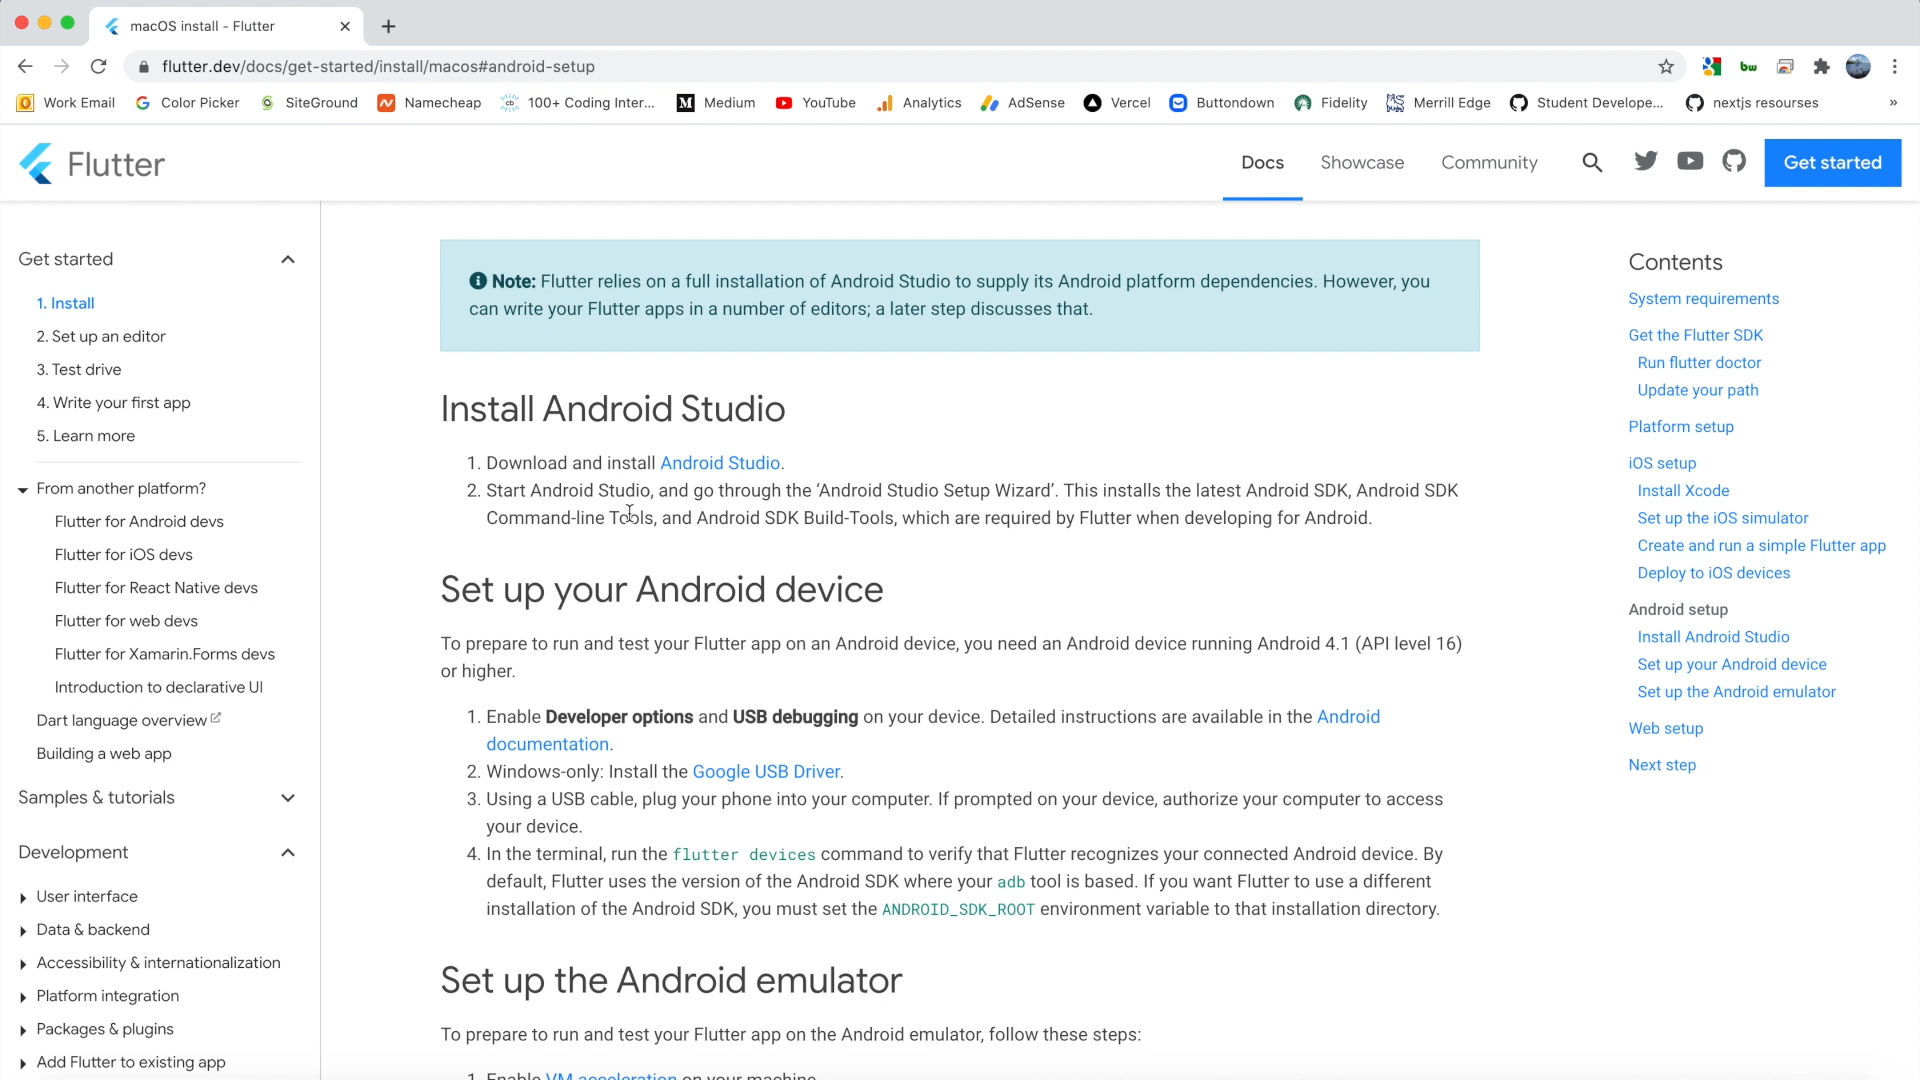 macOS install - Flutter
flutter.dev/docs/get-started/install/macos#android-setup
Work Email Color Picker SiteGround Namecheap 100+ Coding Inter... Medium YouTube Analytics AdSense Vercel Buttondown Fidelity Merrill Edge Student Develope... nextjs resourses »
Flutter
Docs Showcase Community Get started
Get started
1. Install
2. Set up an editor
3. Test drive
4. Write your first app
5. Learn more
From another platform?
Flutter for Android devs
Flutter for iOS devs
Flutter for React Native devs
Flutter for web devs
Flutter for Xamarin.Forms devs
Introduction to declarative UI
Dart language overview
Building a web app
Samples & tutorials
Development
User interface
Data & backend
Accessibility & internationalization
Platform integration
Packages & plugins
Add Flutter to existing app
Note: Flutter relies on a full installation of Android Studio to supply its Android platform dependencies. However, you
can write your Flutter apps in a number of editors; a later step discusses that.
Install Android Studio
1. Download and install Android Studio.
2. Start Android Studio, and go through the ‘Android Studio Setup Wizard’. This installs the latest Android SDK, Android SDK
Command-line Tools, and Android SDK Build-Tools, which are required by Flutter when developing for Android.
Set up your Android device
To prepare to run and test your Flutter app on an Android device, you need an Android device running Android 4.1 (API level 16)
or higher.
1. Enable Developer options and USB debugging on your device. Detailed instructions are available in the Android
documentation.
2. Windows-only: Install the Google USB Driver.
3. Using a USB cable, plug your phone into your computer. If prompted on your device, authorize your computer to access
your device.
4. In the terminal, run the flutter devices command to verify that Flutter recognizes your connected Android device. By
default, Flutter uses the version of the Android SDK where your adb tool is based. If you want Flutter to use a different
installation of the Android SDK, you must set the ANDROID_SDK_ROOT environment variable to that installation directory.
Set up the Android emulator
To prepare to run and test your Flutter app on the Android emulator, follow these steps:
1. Enable VM acceleration on your machine.
Contents
System requirements
Get the Flutter SDK
Run flutter doctor
Update your path
Platform setup
iOS setup
Install Xcode
Set up the iOS simulator
Create and run a simple Flutter app
Deploy to iOS devices
Android setup
Install Android Studio
Set up your Android device
Set up the Android emulator
Web setup
Next step